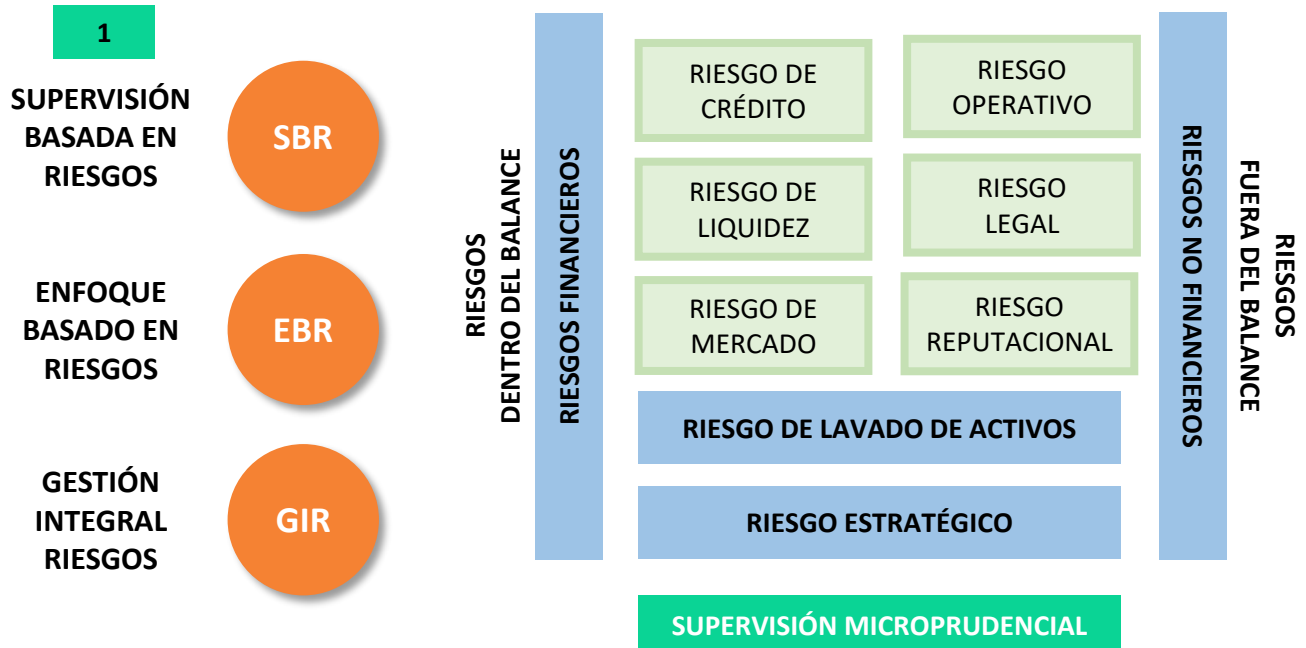 1
SUPERVISIÓN
BASADA EN
RIESGOS
SBR
ENFOQUE
BASADO EN
RIESGOS
EBR
GESTIÓN
INTEGRAL
RIESGOS
GIR
RIESGOS
DENTRO DEL BALANCE
RIESGOS FINANCIEROS
RIESGO DE
CRÉDITO
RIESGO
OPERATIVO
RIESGO DE
LIQUIDEZ
RIESGO
LEGAL
RIESGO DE
MERCADO
RIESGO
REPUTACIONAL
RIESGO DE LAVADO DE ACTIVOS
RIESGO ESTRATÉGICO
SUPERVISIÓN MICROPRUDENCIAL
RIESGOS NO FINANCIEROS
RIESGOS
FUERA DEL BALANCE